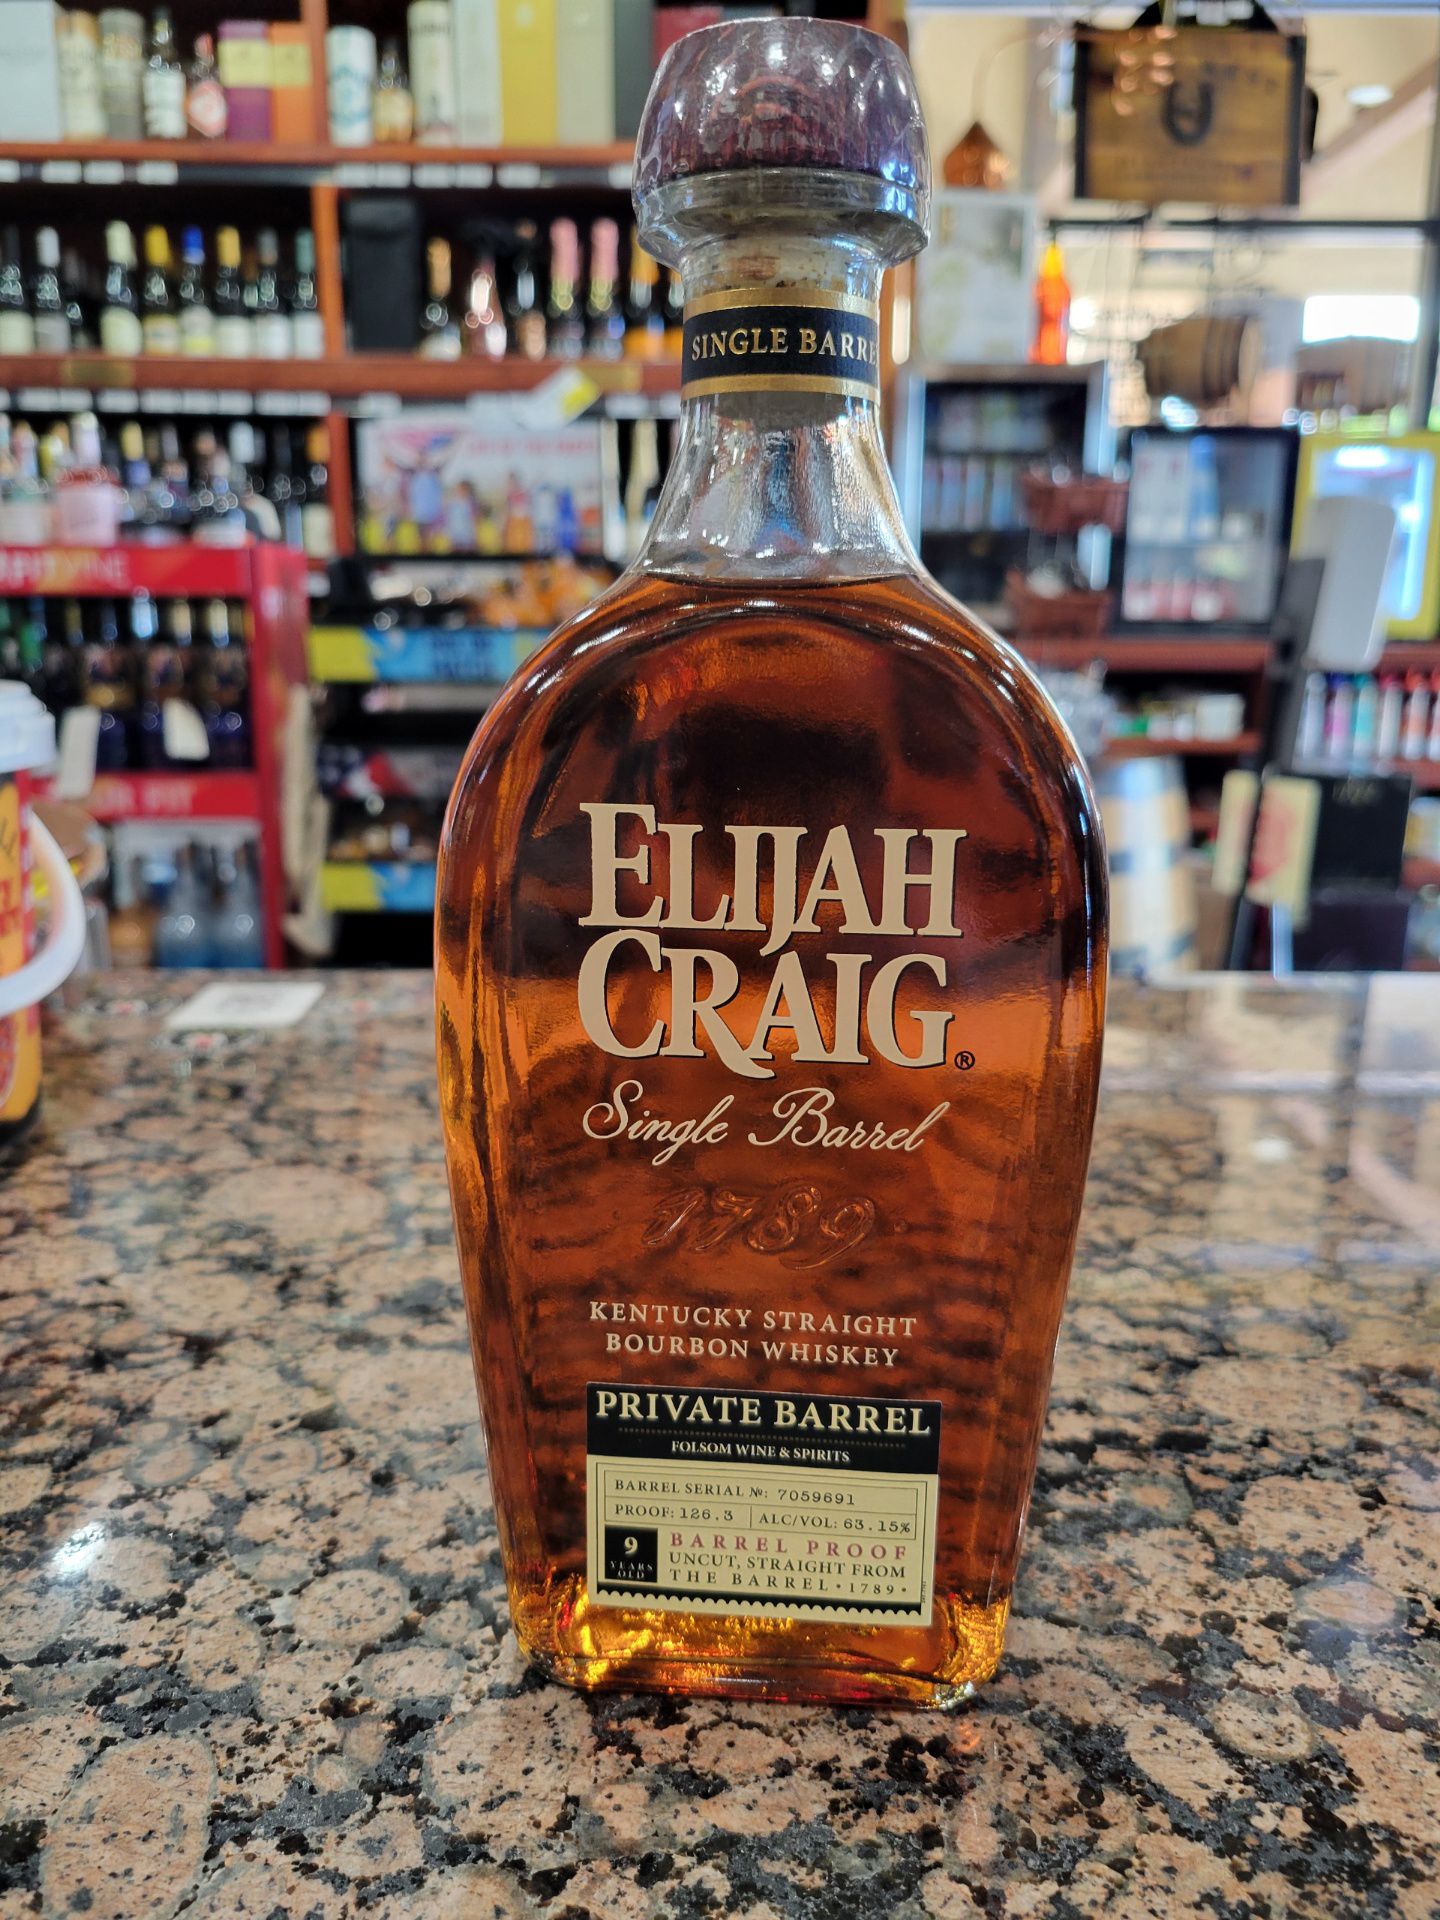 SINGLE BARRE
ELIJAH
CRAIG®
Single Barrel
1789
KENTUCKY STRAIGHT
BOURBON WHISKEY
PRIVATE BARREL
FOLSOM WINE & SPIRITS
BARREL SERIAL №: 7059691
PROOF: 126.3 ALC/VOL: 63.15%
9
YEARS
OLD
BARREL PROOF
UNCUT, STRAIGHT FROM
THE BARREL • 1789 •